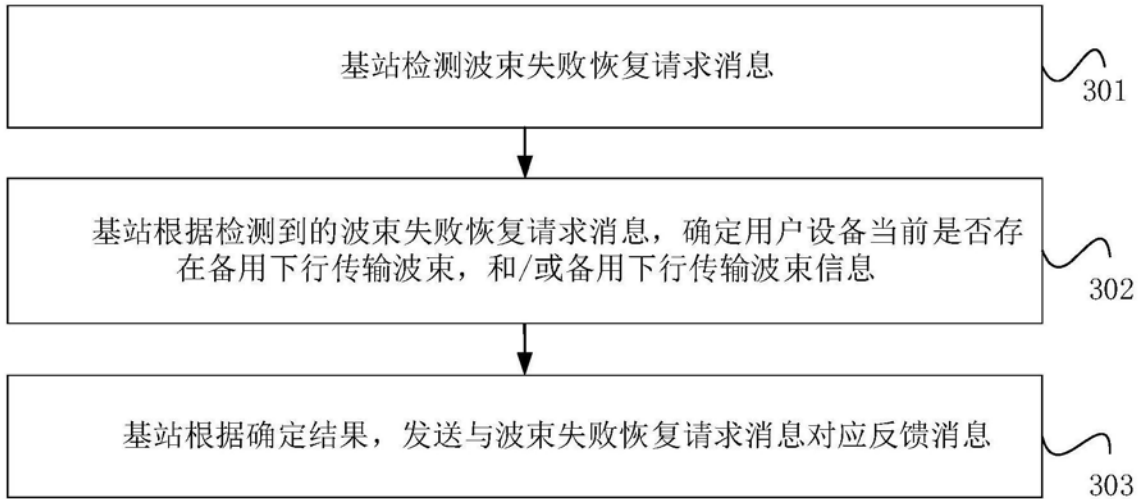 基站检测波束失败恢复请求消息
301
基站根据检测到的波束失败恢复请求消息，确定用户设备当前是否存
在备用下行传输波束，和/或备用下行传输波束信息
302
基站根据确定结果，发送与波束失败恢复请求消息对应反馈消息
303